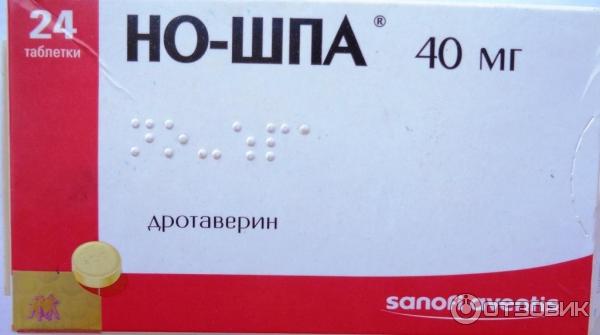 24
таблетки
НО-ШПА ®
40 мг
дротаверин
sanofi aventis
ОТЗОВИК